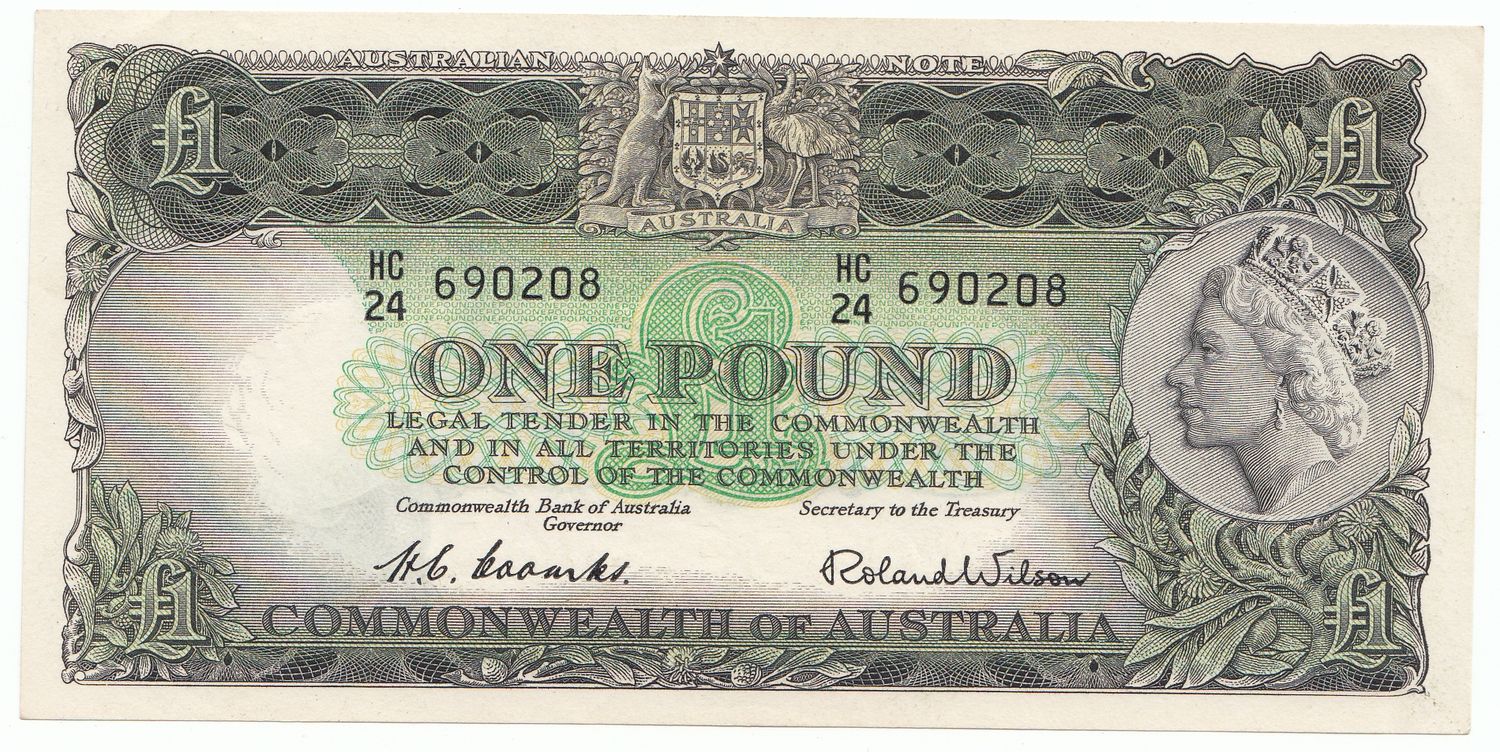 AUSTRALIAN NOTE
£1 £1
AUSTRALIA
HC 24 690208 HC 24 690208
£1
ONE POUND
LEGAL TENDER IN THE COMMONWEALTH
AND IN ALL TERRITORIES UNDER THE
CONTROL OF THE COMMONWEALTH
Commonwealth Bank of Australia Secretary to the Treasury
Governor
H.C. Coombs. Roland Wilson
£1 £1
COMMONWEALTH OF AUSTRALIA